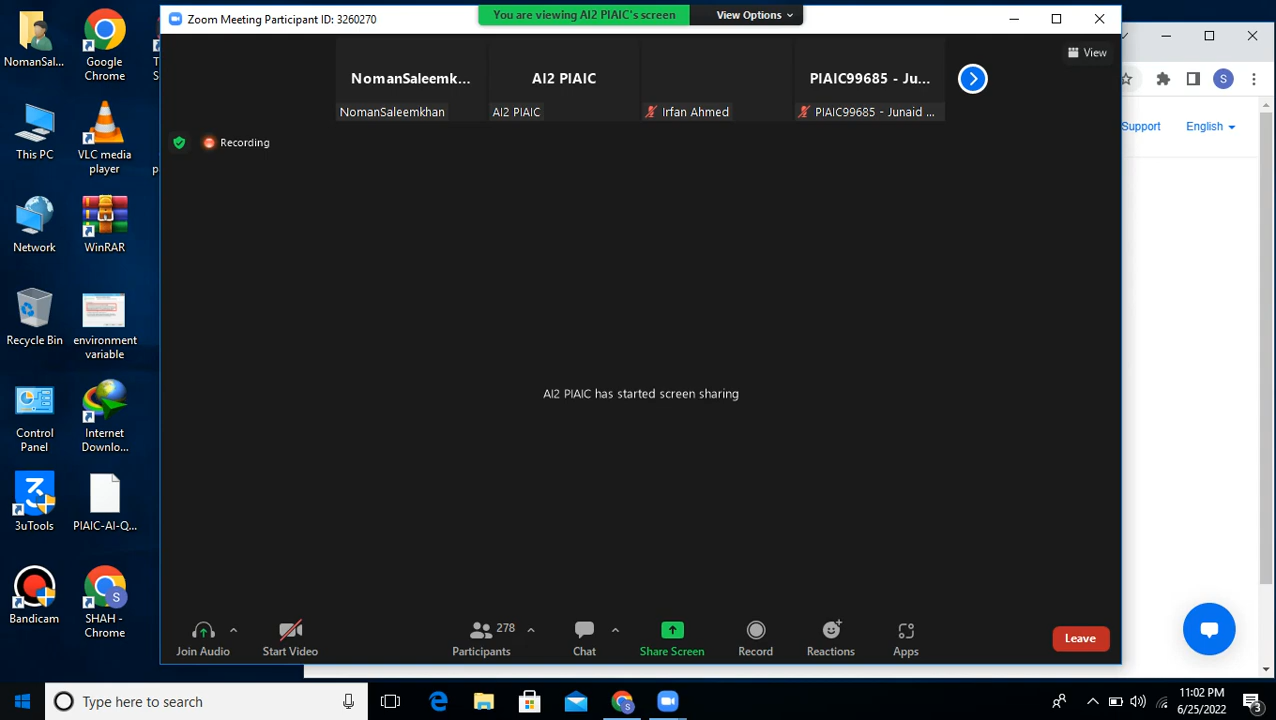 NomanSal...
Google
Chrome
This PC
VLC media
player
Network
WinRAR
Recycle Bin
environment
variable
Control
Panel
Internet
Downlo...
3uTools
PIAIC-AI-Q...
Bandicam
SHAH -
Chrome
Zoom Meeting Participant ID: 3260270
You are viewing AI2 PIAIC's screen
View Options
View
NomanSaleemk...
AI2 PIAIC
PIAIC99685 - Ju...
NomanSaleemkhan
AI2 PIAIC
Irfan Ahmed
PIAIC99685 - Junaid ...
Recording
AI2 PIAIC has started screen sharing
Join Audio
Start Video
278
Participants
Chat
Share Screen
Record
Reactions
Apps
Leave
S
Support
English
Type here to search
11:02 PM
6/25/2022
3